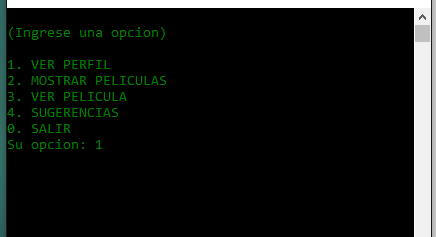 (Ingrese una opcion)
1. VER PERFIL
2. MOSTRAR PELICULAS
3. VER PELICULA
4. SUGERENCIAS
0. SALIR
Su opcion: 1